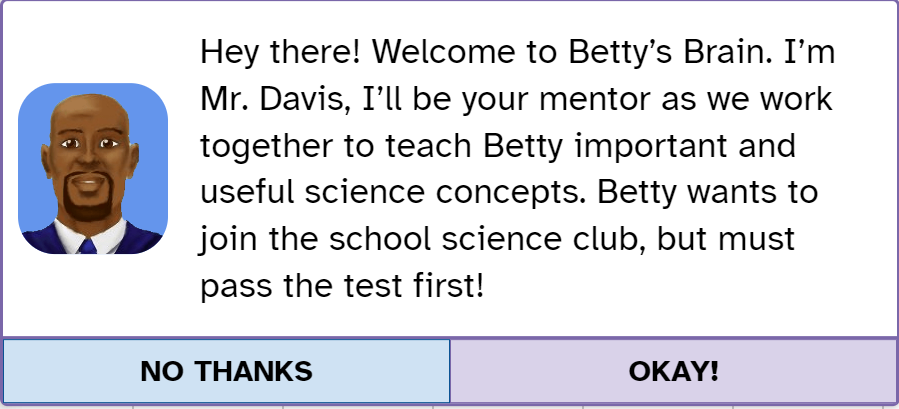 Hey there! Welcome to Betty’s Brain. I’m
Mr. Davis, I’ll be your mentor as we work
together to teach Betty important and
useful science concepts. Betty wants to
join the school science club, but must
pass the test first!
NO THANKS
OKAY!